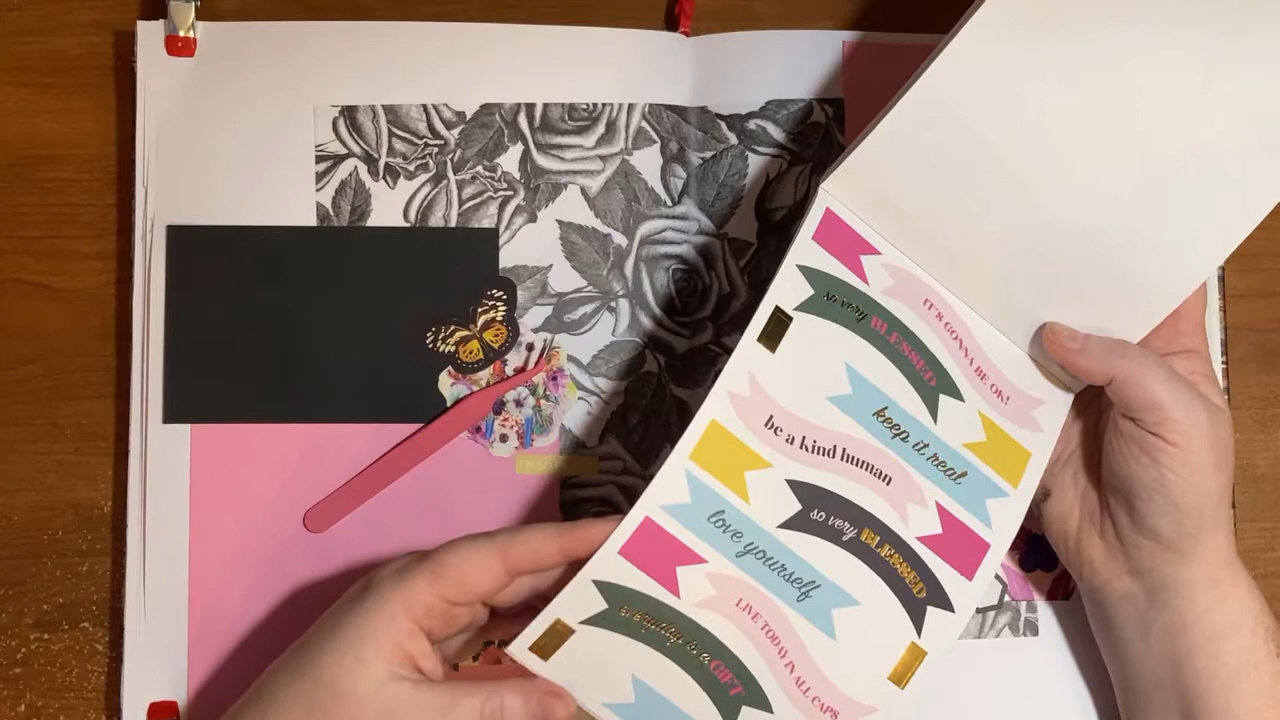 IT'S GONNA BE OK!
so very BLESSED
keep it real
be a kind human
so very BLESSED
love yourself
LIVE TODAY IN ALL CAPS
everyday is a GIFT